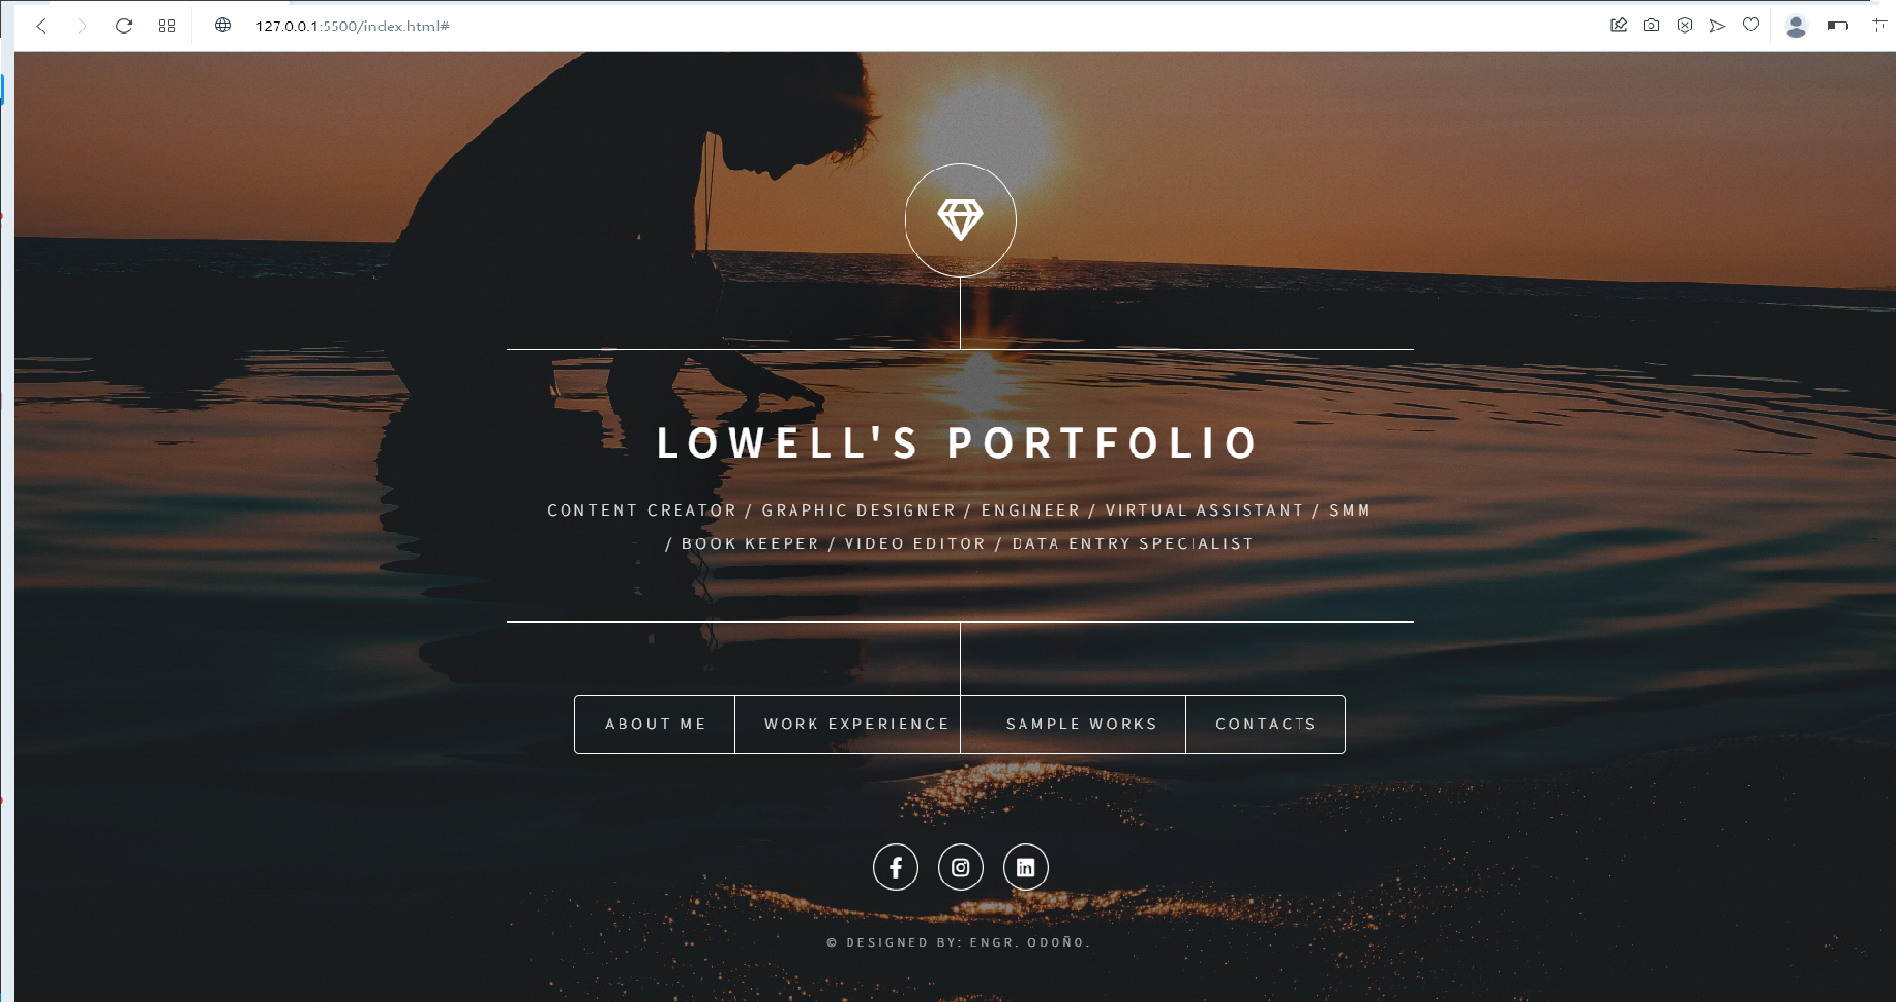 127.0.0.1:5500/index.html#
LOWELL'S PORTFOLIO
CONTENT CREATOR / GRAPHIC DESIGNER / ENGINEER / VIRTUAL ASSISTANT / SMM
/ BOOK KEEPER / VIDEO EDITOR / DATA ENTRY SPECIALIST
ABOUT ME
WORK EXPERIENCE
SAMPLE WORKS
CONTACTS
© DESIGNED BY: ENGR. ODOÑO.